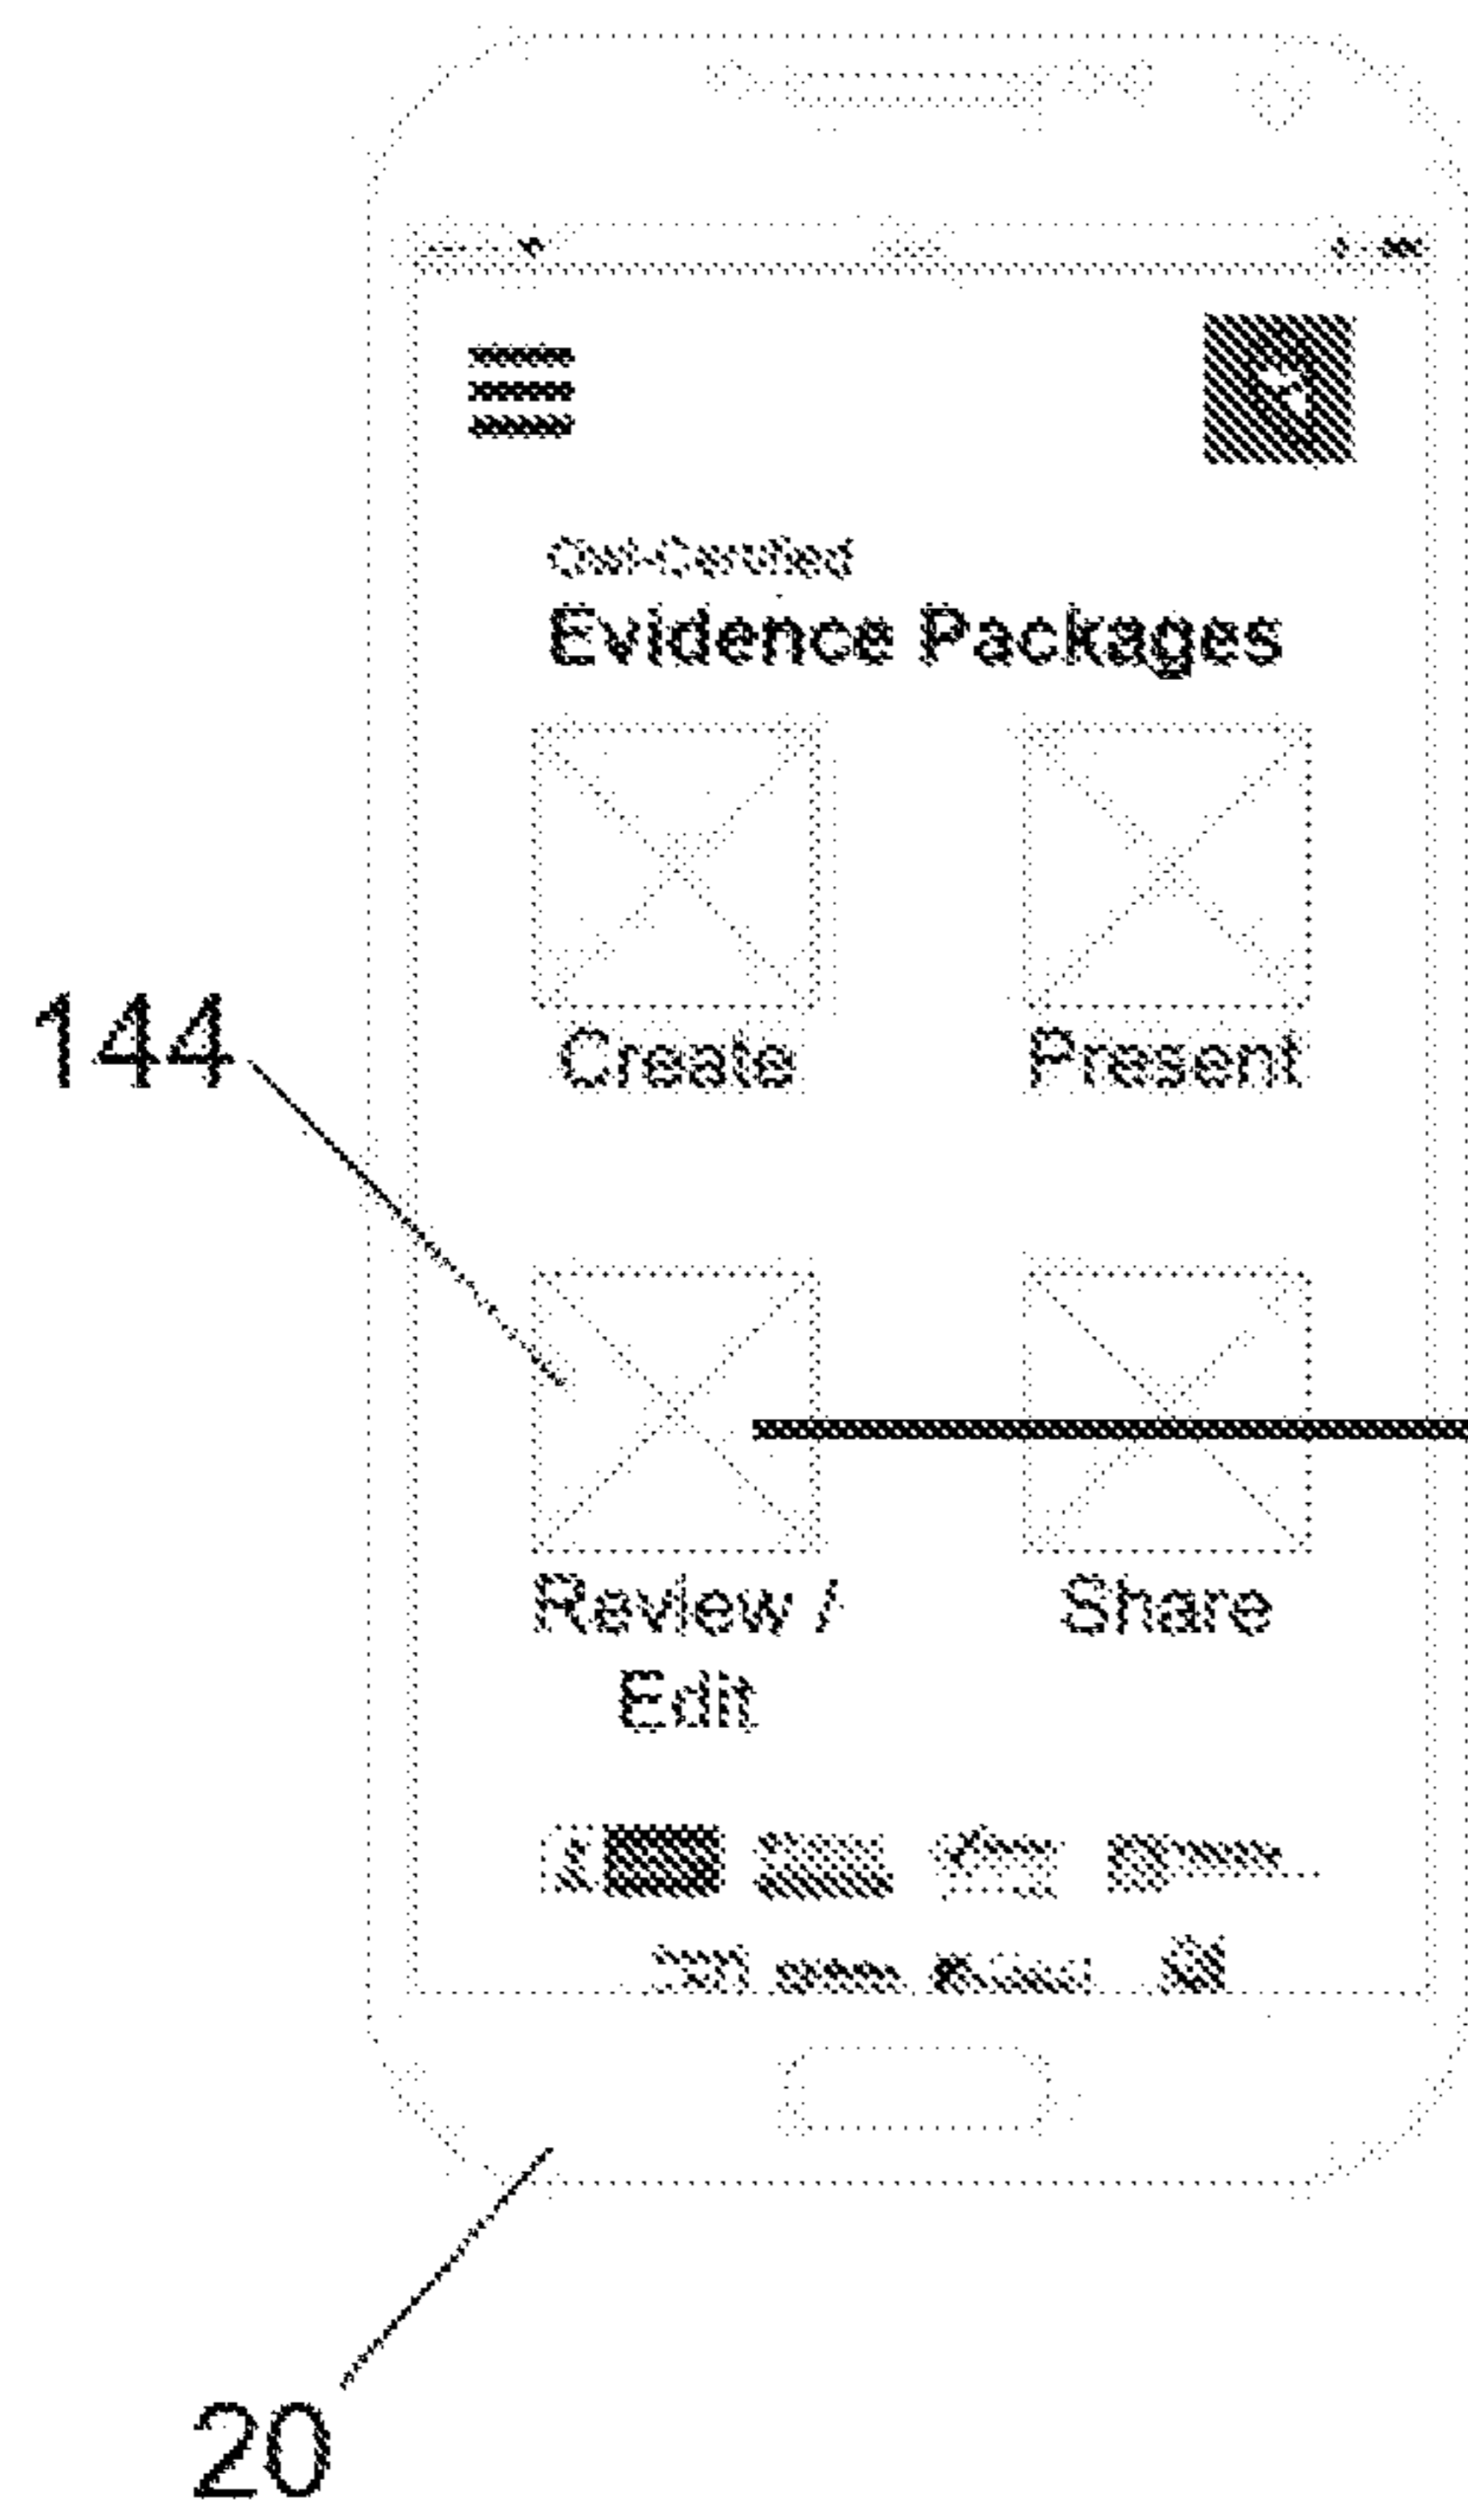 Evidence Packages
144
Create
Present
Review /
Edit
Share
20